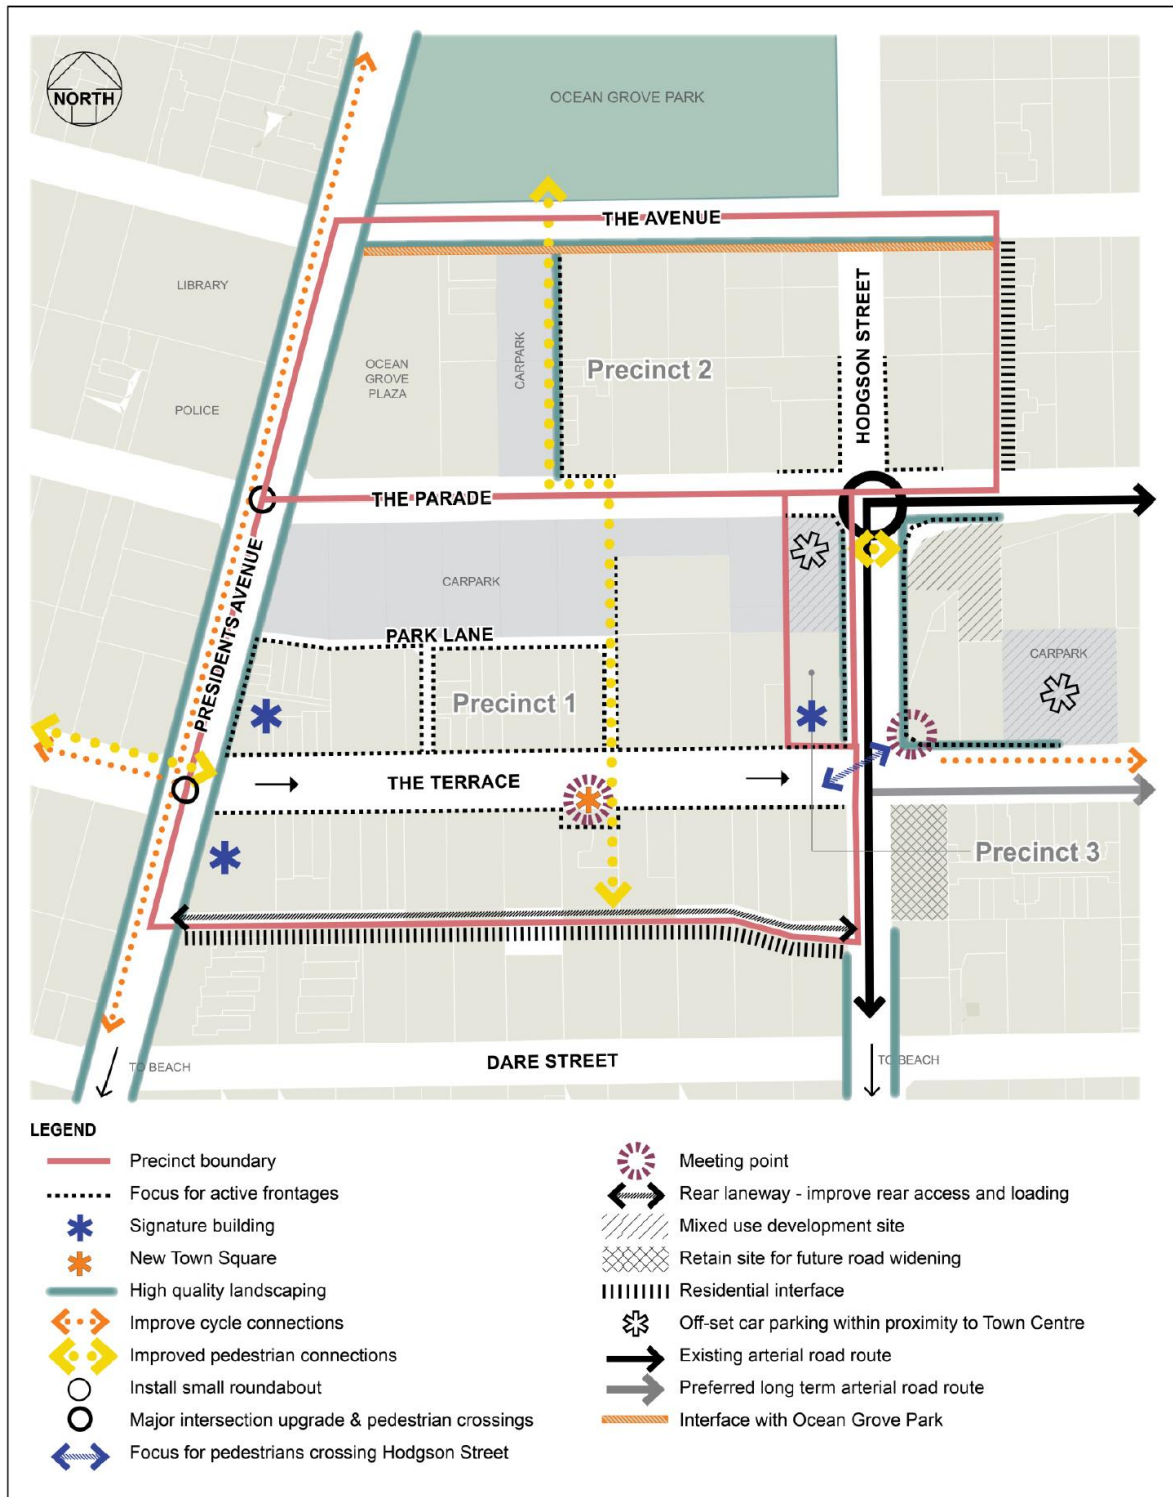 NORTH
OCEAN GROVE PARK
THE AVENUE
LIBRARY
HODGSON STREET
CARPARK
OCEAN
GROVE
PLAZA
Precinct 2
POLICE
THE PARADE
PRESIDENTS AVENUE
CARPARK
PARK LANE
CARPARK
Precinct 1
THE TERRACE
Precinct 3
TO BEACH
DARE STREET
TO BEACH
LEGEND
Precinct boundary
Focus for active frontages
Signature building
New Town Square
High quality landscaping
Improve cycle connections
Improved pedestrian connections
Install small roundabout
Major intersection upgrade & pedestrian crossings
Focus for pedestrians crossing Hodgson Street
Meeting point
Rear laneway - improve rear access and loading
Mixed use development site
Retain site for future road widening
Residential interface
Off-set car parking within proximity to Town Centre
Existing arterial road route
Preferred long term arterial road route
Interface with Ocean Grove Park